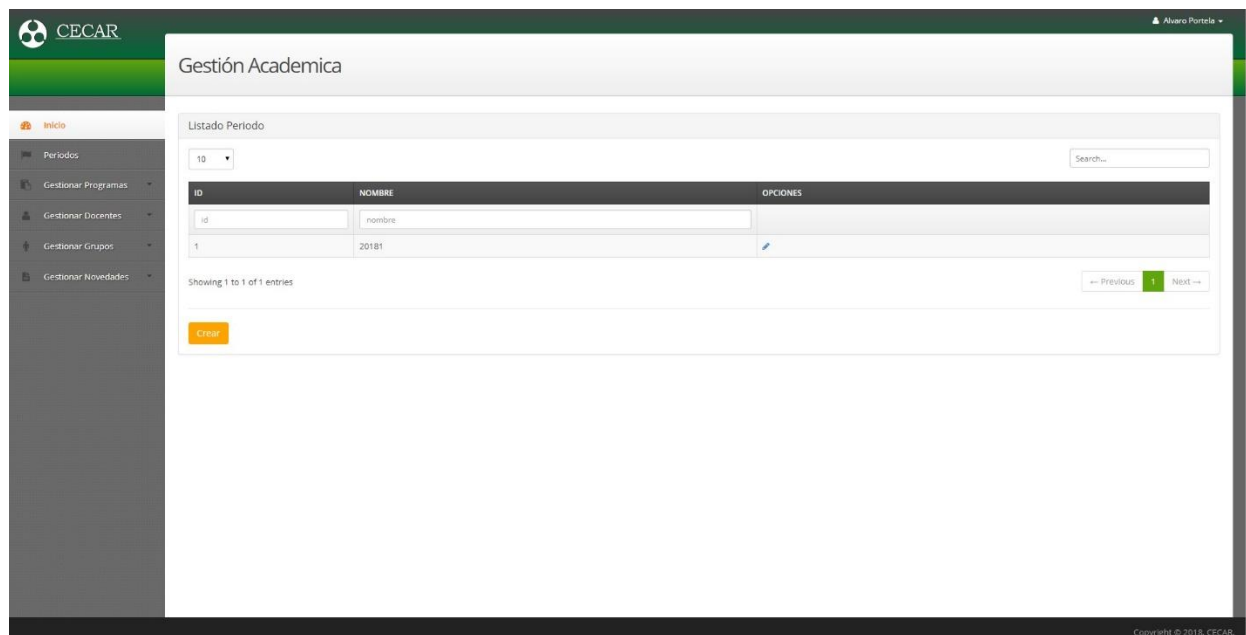 CECAR
Alvaro Portela
Gestión Academica
Inicio
Periodos
Gestionar Programas
Gestionar Docentes
Gestionar Grupos
Gestionar Novedades
Listado Periodo
10
Search...
ID NOMBRE OPCIONES
id nombre
1 20181
Showing 1 to 1 of 1 entries
← Previous 1 Next →
Crear
Copyright © 2018, CECAR